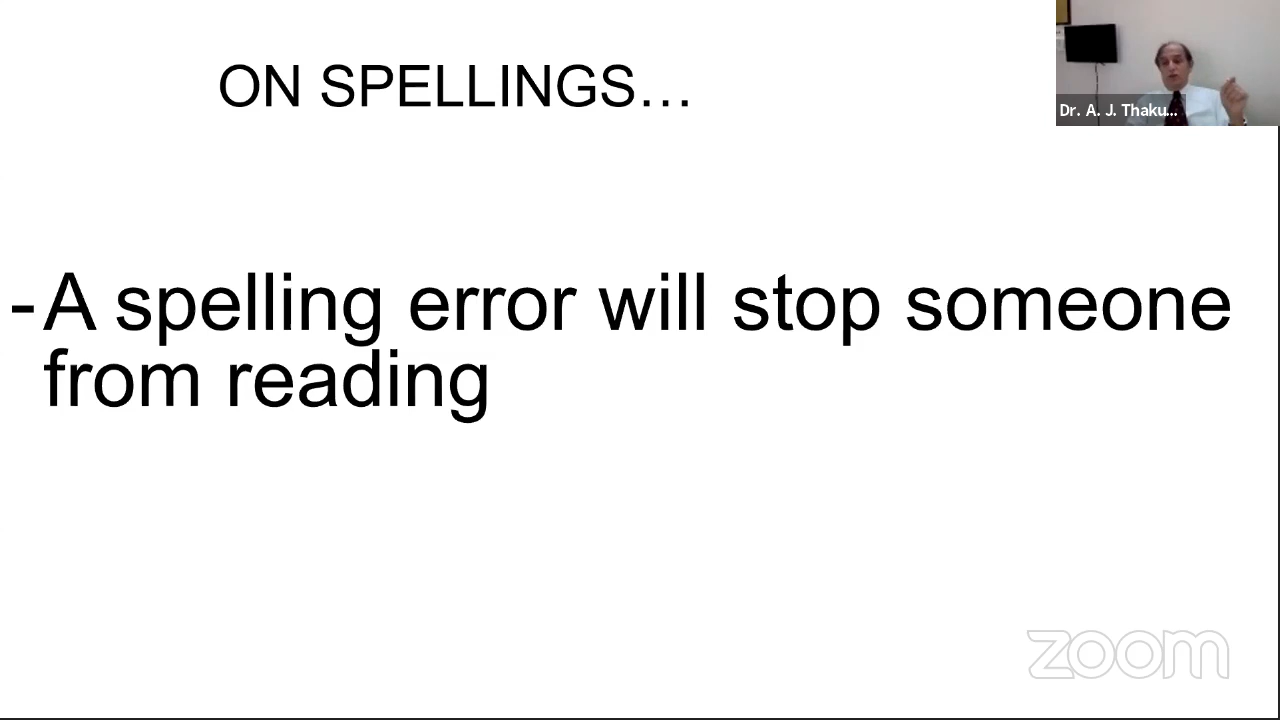 ON SPELLINGS…
Dr. A. J. Thaku...
-A spelling error will stop someone
from reading
zoom